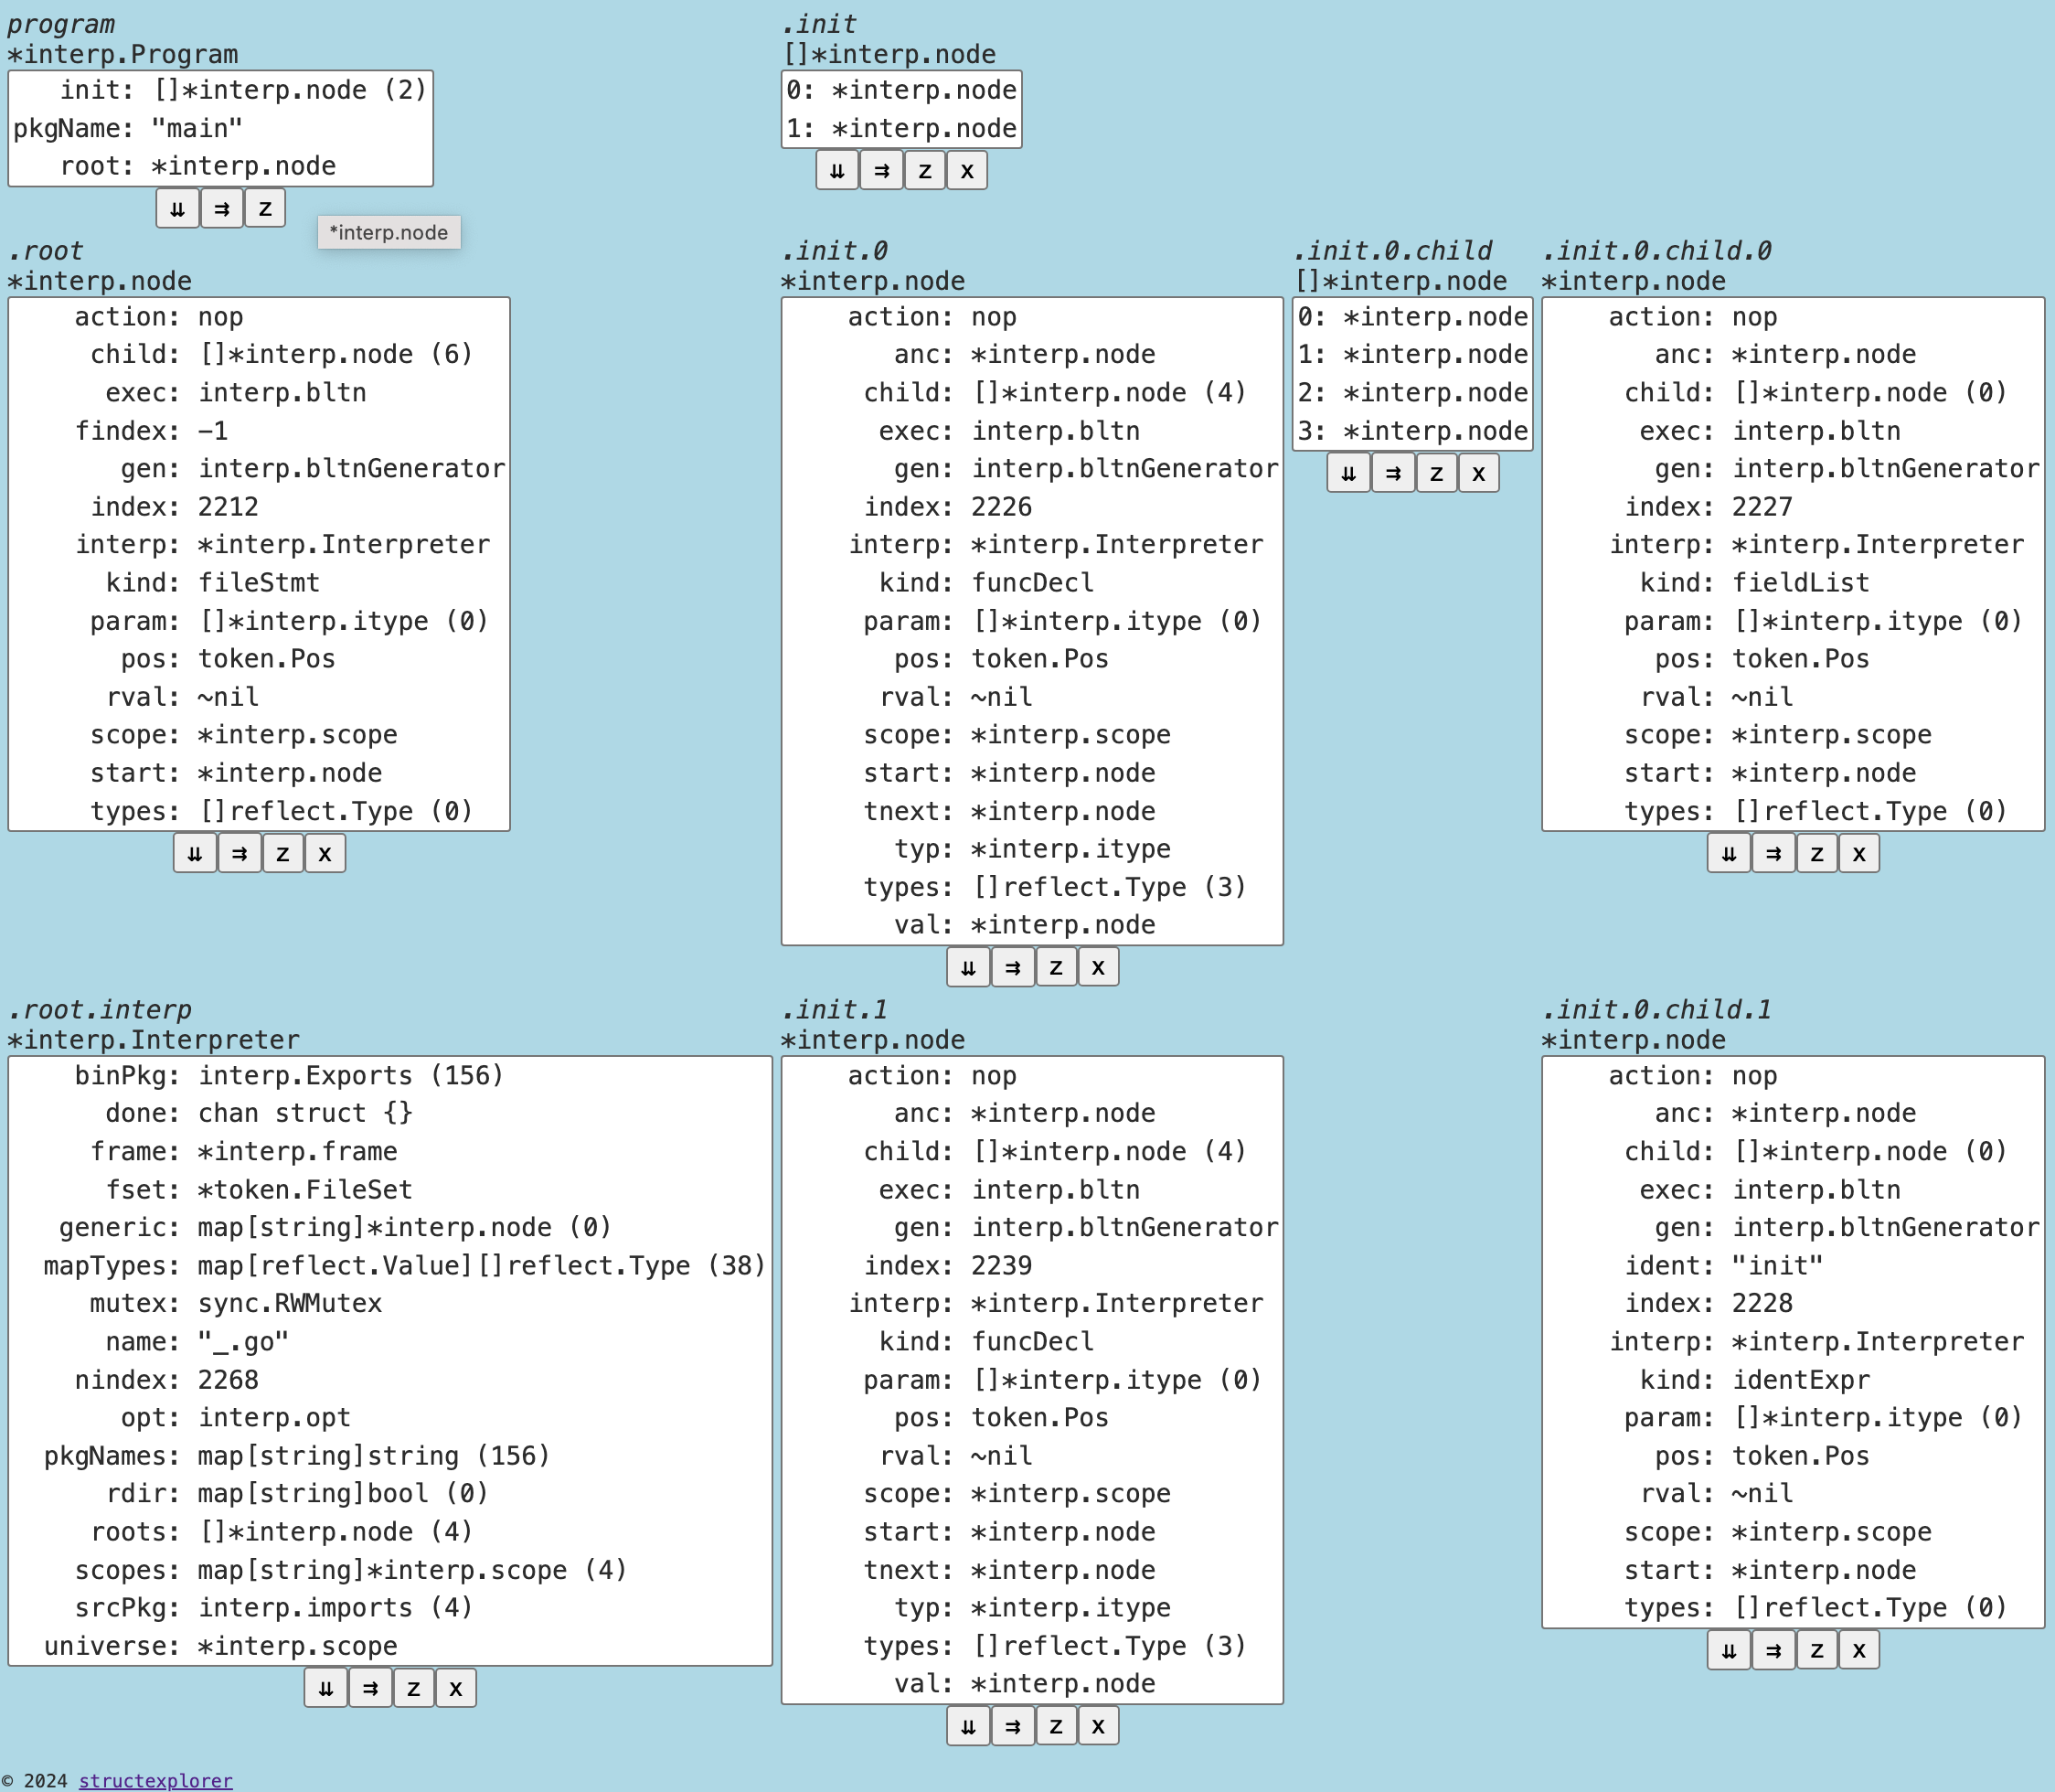 program
*interp.Program
init: []*interp.node (2)
pkgName: "main"
root: *interp.node
⇊ ⇉ z
*interp.node
.init
[]*interp.node
0: *interp.node
1: *interp.node
⇊ ⇉ z x
.root
*interp.node
action: nop
child: []*interp.node (6)
exec: interp.bltn
findex: -1
gen: interp.bltnGenerator
index: 2212
interp: *interp.Interpreter
kind: fileStmt
param: []*interp.itype (0)
pos: token.Pos
rval: ~nil
scope: *interp.scope
start: *interp.node
types: []reflect.Type (0)
⇊ ⇉ z x
.init.0
*interp.node
action: nop
anc: *interp.node
child: []*interp.node (4)
exec: interp.bltn
gen: interp.bltnGenerator
index: 2226
interp: *interp.Interpreter
kind: funcDecl
param: []*interp.itype (0)
pos: token.Pos
rval: ~nil
scope: *interp.scope
start: *interp.node
tnext: *interp.node
typ: *interp.itype
types: []reflect.Type (3)
val: *interp.node
⇊ ⇉ z x
.init.0.child
[]*interp.node
0: *interp.node
1: *interp.node
2: *interp.node
3: *interp.node
⇊ ⇉ z x
.init.0.child.0
*interp.node
action: nop
anc: *interp.node
child: []*interp.node (0)
exec: interp.bltn
gen: interp.bltnGenerator
index: 2227
interp: *interp.Interpreter
kind: fieldList
param: []*interp.itype (0)
pos: token.Pos
rval: ~nil
scope: *interp.scope
start: *interp.node
types: []reflect.Type (0)
⇊ ⇉ z x
.root.interp
*interp.Interpreter
binPkg: interp.Exports (156)
done: chan struct {}
frame: *interp.frame
fset: *token.FileSet
generic: map[string]*interp.node (0)
mapTypes: map[reflect.Value][]reflect.Type (38)
mutex: sync.RWMutex
name: "_.go"
nindex: 2268
opt: interp.opt
pkgNames: map[string]string (156)
rdir: map[string]bool (0)
roots: []*interp.node (4)
scopes: map[string]*interp.scope (4)
srcPkg: interp.imports (4)
universe: *interp.scope
⇊ ⇉ z x
.init.1
*interp.node
action: nop
anc: *interp.node
child: []*interp.node (4)
exec: interp.bltn
gen: interp.bltnGenerator
index: 2239
interp: *interp.Interpreter
kind: funcDecl
param: []*interp.itype (0)
pos: token.Pos
rval: ~nil
scope: *interp.scope
start: *interp.node
tnext: *interp.node
typ: *interp.itype
types: []reflect.Type (3)
val: *interp.node
⇊ ⇉ z x
.init.0.child.1
*interp.node
action: nop
anc: *interp.node
child: []*interp.node (0)
exec: interp.bltn
gen: interp.bltnGenerator
ident: "init"
index: 2228
interp: *interp.Interpreter
kind: identExpr
param: []*interp.itype (0)
pos: token.Pos
rval: ~nil
scope: *interp.scope
start: *interp.node
types: []reflect.Type (0)
⇊ ⇉ z x
© 2024 structexplorer